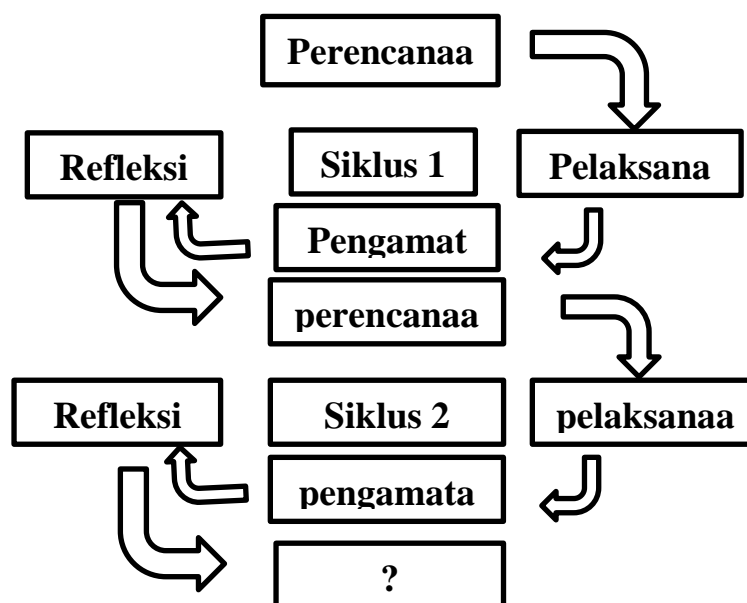 Perencanaa
Refleksi
Siklus 1
Pelaksana
Pengamat
perencanaa
Refleksi
Siklus 2
pelaksanaa
pengamata
?